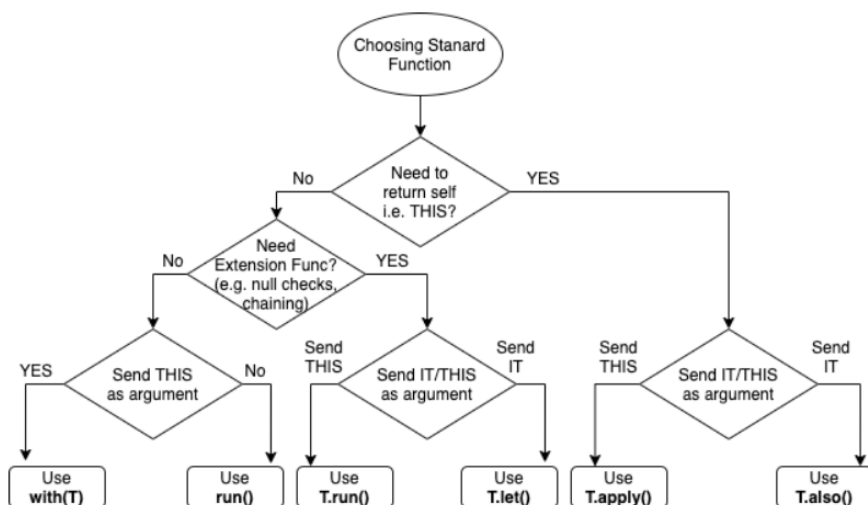 Choosing Stanard
Function
Need to
return self
i.e. THIS?
No
YES
Need
Extension Func?
(e.g. null checks,
chaining)
No
YES
Send THIS
as argument
YES
No
Send IT/THIS
as argument
Send
THIS
Send
IT
Send IT/THIS
as argument
Send
THIS
Send
IT
Use
with(T)
Use
run()
Use
T.run()
Use
T.let()
Use
T.apply()
Use
T.also()